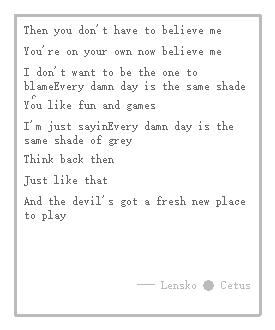 Then you don't have to believe me
You're on your own now believe me
I don't want to be the one to
blameEvery damn day is the same shade
You like fun and games
I'm just sayinEvery damn day is the
same shade of grey
Think back then
Just like that
And the devil's got a fresh new place
to play
—— Lensko ● Cetus